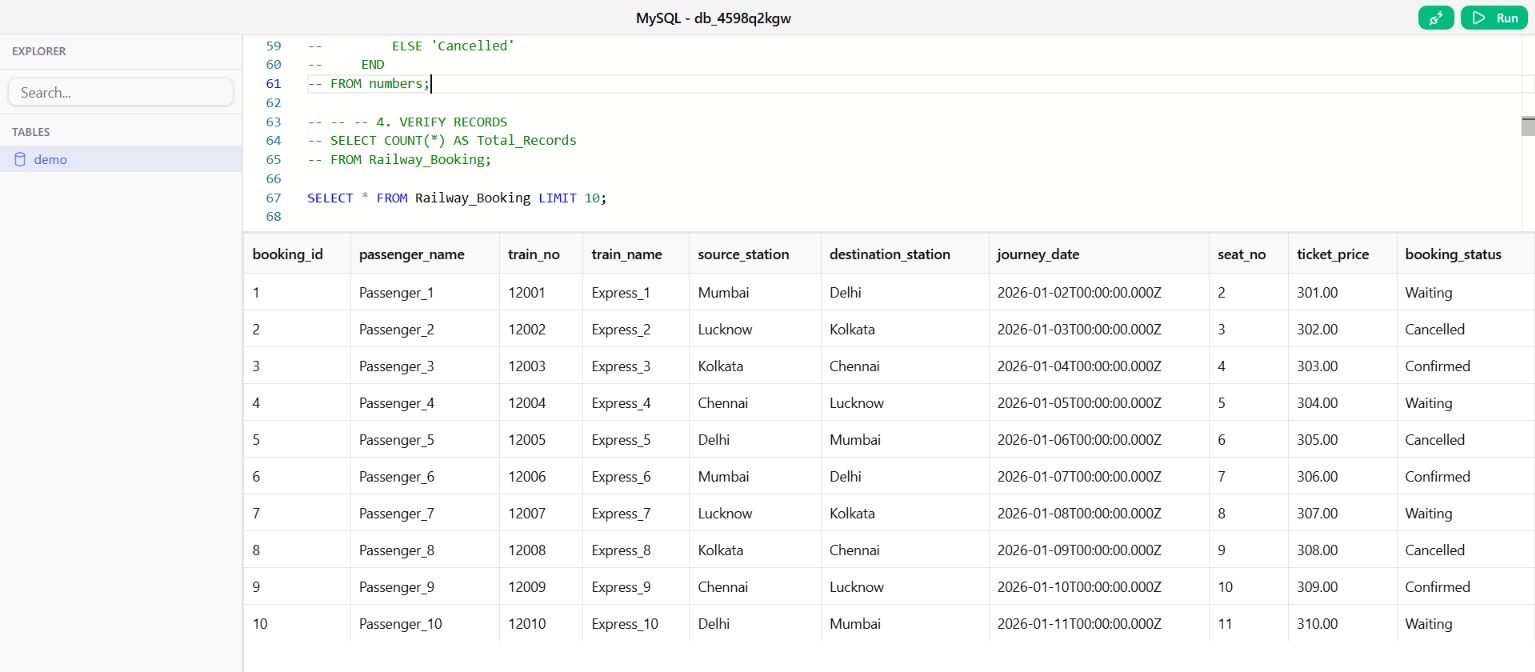 MySQL - db_4598q2kgw
Run
EXPLORER
Search...
TABLES
demo
59 -- ELSE 'Cancelled'
60 -- END
61 -- FROM numbers;
62
63 -- -- -- 4. VERIFY RECORDS
64 -- SELECT COUNT(*) AS Total_Records
65 -- FROM Railway_Booking;
66
67 SELECT * FROM Railway_Booking LIMIT 10;
68
booking_id passenger_name train_no train_name source_station destination_station journey_date seat_no ticket_price booking_status
1 Passenger_1 12001 Express_1 Mumbai Delhi 2026-01-02T00:00:00.000Z 2 301.00 Waiting
2 Passenger_2 12002 Express_2 Lucknow Kolkata 2026-01-03T00:00:00.000Z 3 302.00 Cancelled
3 Passenger_3 12003 Express_3 Kolkata Chennai 2026-01-04T00:00:00.000Z 4 303.00 Confirmed
4 Passenger_4 12004 Express_4 Chennai Lucknow 2026-01-05T00:00:00.000Z 5 304.00 Waiting
5 Passenger_5 12005 Express_5 Delhi Mumbai 2026-01-06T00:00:00.000Z 6 305.00 Cancelled
6 Passenger_6 12006 Express_6 Mumbai Delhi 2026-01-07T00:00:00.000Z 7 306.00 Confirmed
7 Passenger_7 12007 Express_7 Lucknow Kolkata 2026-01-08T00:00:00.000Z 8 307.00 Waiting
8 Passenger_8 12008 Express_8 Kolkata Chennai 2026-01-09T00:00:00.000Z 9 308.00 Cancelled
9 Passenger_9 12009 Express_9 Chennai Lucknow 2026-01-10T00:00:00.000Z 10 309.00 Confirmed
10 Passenger_10 12010 Express_10 Delhi Mumbai 2026-01-11T00:00:00.000Z 11 310.00 Waiting